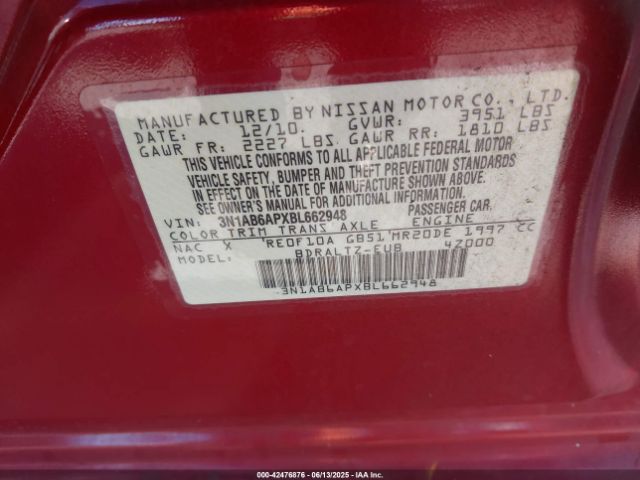 MANUFACTURED BY NISSAN MOTOR CO., LTD.
DATE: 12/10. GVWR: 3951 LBS
GAWR FR: 2227 LBS. GAWR RR: 1810 LBS
THIS VEHICLE CONFORMS TO ALL APPLICABLE FEDERAL MOTOR
VEHICLE SAFETY, BUMPER AND THEFT PREVENTION STANDARDS
IN EFFECT ON THE DATE OF MANUFACTURE SHOWN ABOVE.
SEE OWNER'S MANUAL FOR ADDITIONAL INFORMATION.
VIN: 3N1AB6APXBL662948 PASSENGER CAR.
COLOR TRIM TRANS AXLE ENGINE
NAC X RE0F10A GB51 MR20DE 1997 CC
MODEL: BDRALTZ-EUB 4Z000
3N1AB6APXBL662948
000-42476876 - 06/13/2025 - IAAI.COM